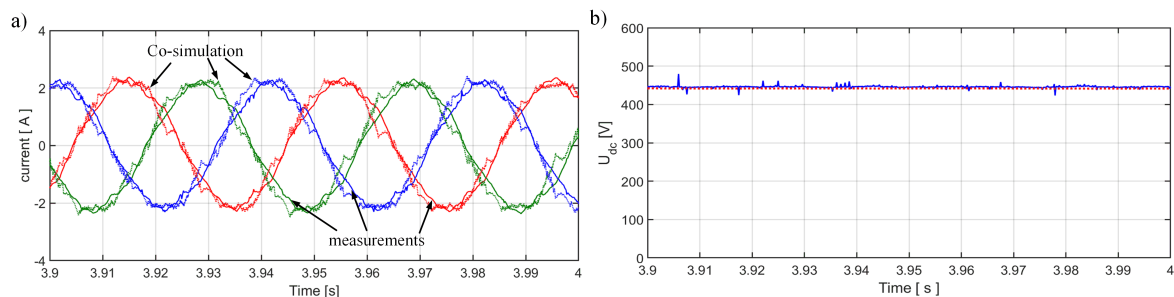 a)
Co-simulation
measurements
current [ A ]
4
2
0
-2
-4
3.9 3.91 3.92 3.93 3.94 3.95 3.96 3.97 3.98 3.99 4
Time [s]
b)
U_dc [V]
600
500
400
300
200
100
0
3.9 3.91 3.92 3.93 3.94 3.95 3.96 3.97 3.98 3.99 4
Time [ s ]